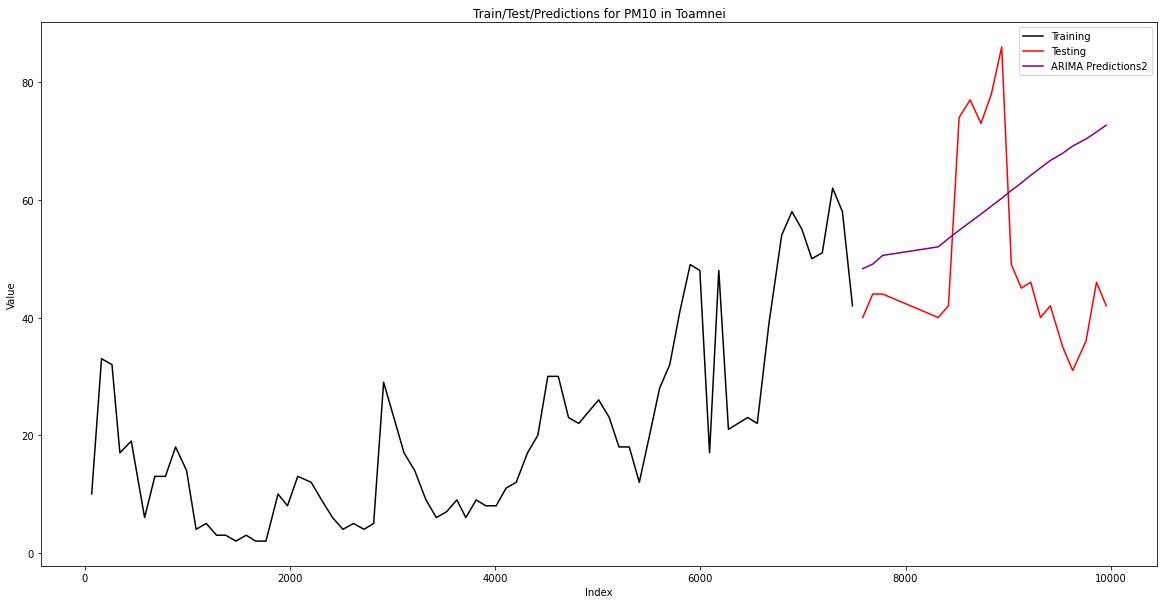 Train/Test/Predictions for PM10 in Toamnei
Training
Testing
ARIMA Predictions2
80
60
40
20
0
Value
0 2000 4000 6000 8000 10000
Index